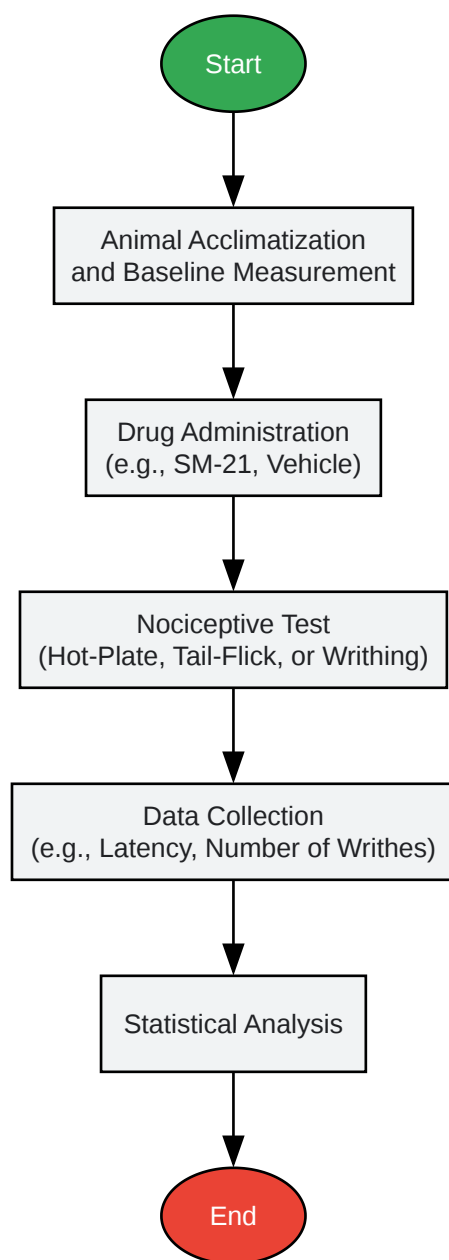 Start
Animal Acclimatization
and Baseline Measurement
Drug Administration
(e.g., SM-21, Vehicle)
Nociceptive Test
(Hot-Plate, Tail-Flick, or Writhing)
Data Collection
(e.g., Latency, Number of Writhes)
Statistical Analysis
End